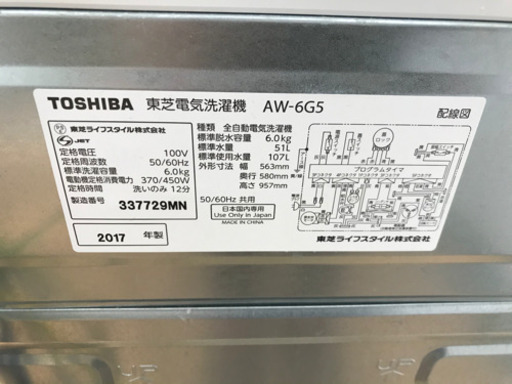 TOSHIBA 東芝電気洗濯機 AW-6G5
配線図
東芝ライフスタイル株式会社
JET
定格電圧 100V
定格周波数 50/60Hz
標準洗濯容量 6.0kg
電動機定格消費電力 370/450W
定格時間 洗いのみ 12分
製造番号 337729MN
2017 年製
種類 全自動電気洗濯機
標準脱水容量 6.0kg
標準水量 51L
標準使用水量 107L
外形寸法 幅 563mm
奥行 580mm
高さ 957mm
50/60Hz 共用
日本国内専用
Use Only in Japan
MADE IN CHINA
プログラムタイマ
東芝ライフスタイル株式会社
UP
UP